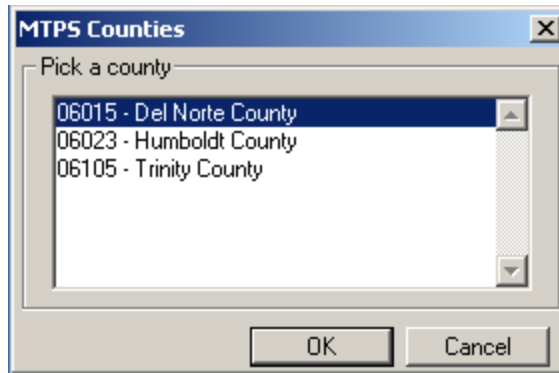 MTPS Counties
Pick a county
06015 - Del Norte County
06023 - Humboldt County
06105 - Trinity County
OK
Cancel